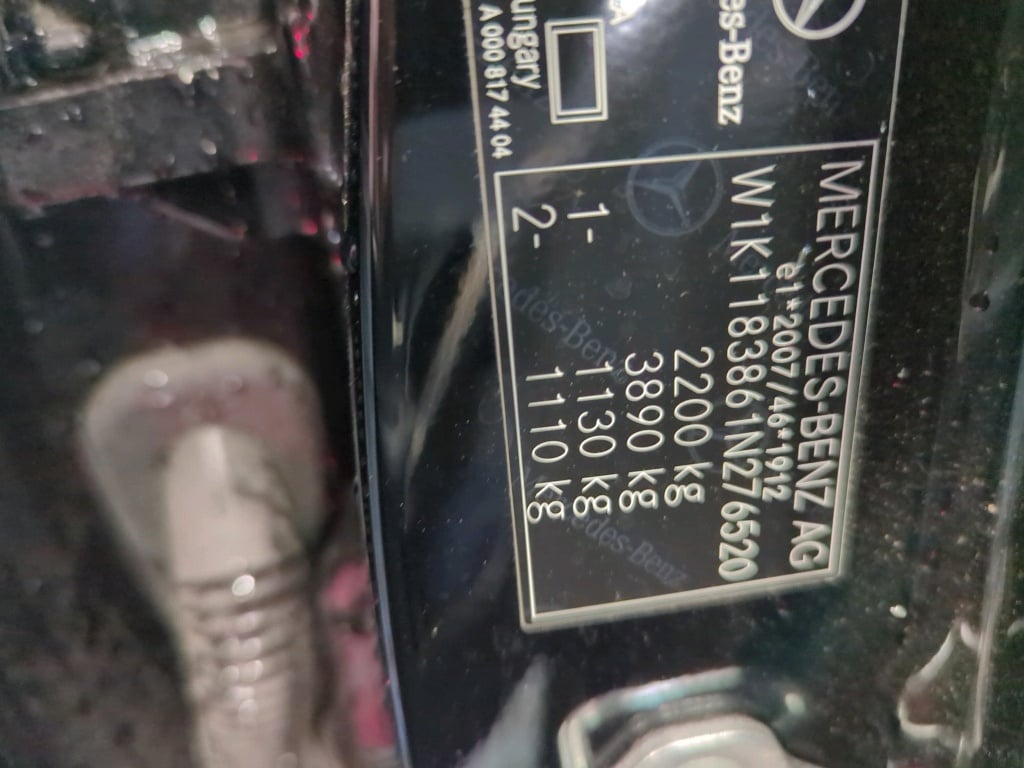 des-Benz
A
ungary
A 000 817 44 04
MERCEDES-BENZ AG
e1*2007/46*1912
W1K1183861N276520
2200 kg
3890 kg
1- 1130 kg
2- 1110 kg